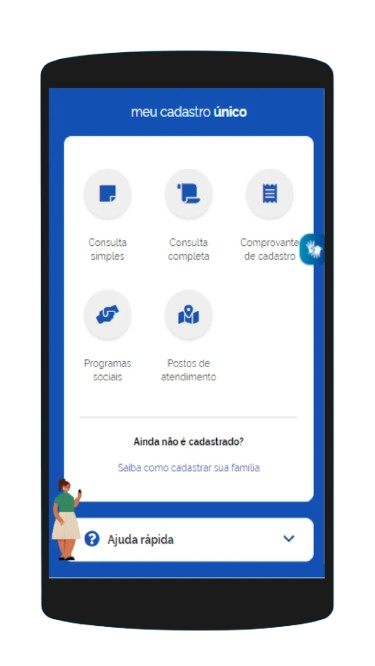 meu cadastro único
Consulta
simples
Consulta
completa
Comprovante
de cadastro
Programas
sociais
Postos de
atendimento
Ainda não é cadastrado?
Saiba como cadastrar sua família
Ajuda rápida